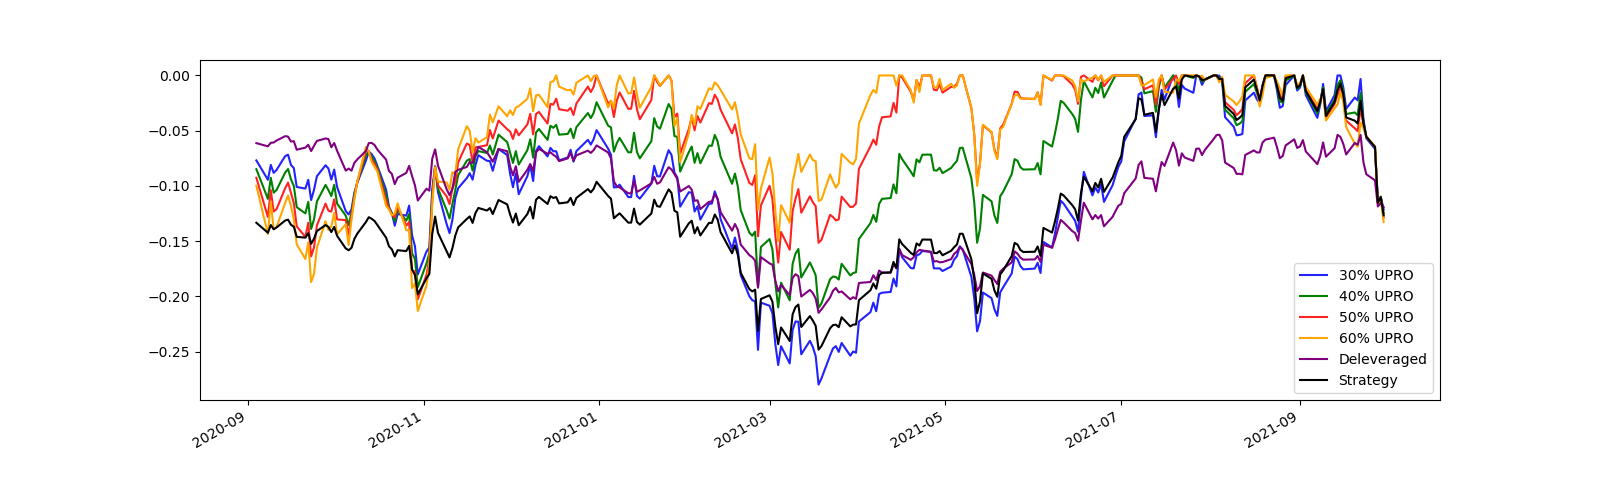 0.00
−0.05
−0.10
−0.15
−0.20
−0.25
2020-09
2020-11
2021-01
2021-03
2021-05
2021-07
2021-09
30% UPRO
40% UPRO
50% UPRO
60% UPRO
Deleveraged
Strategy